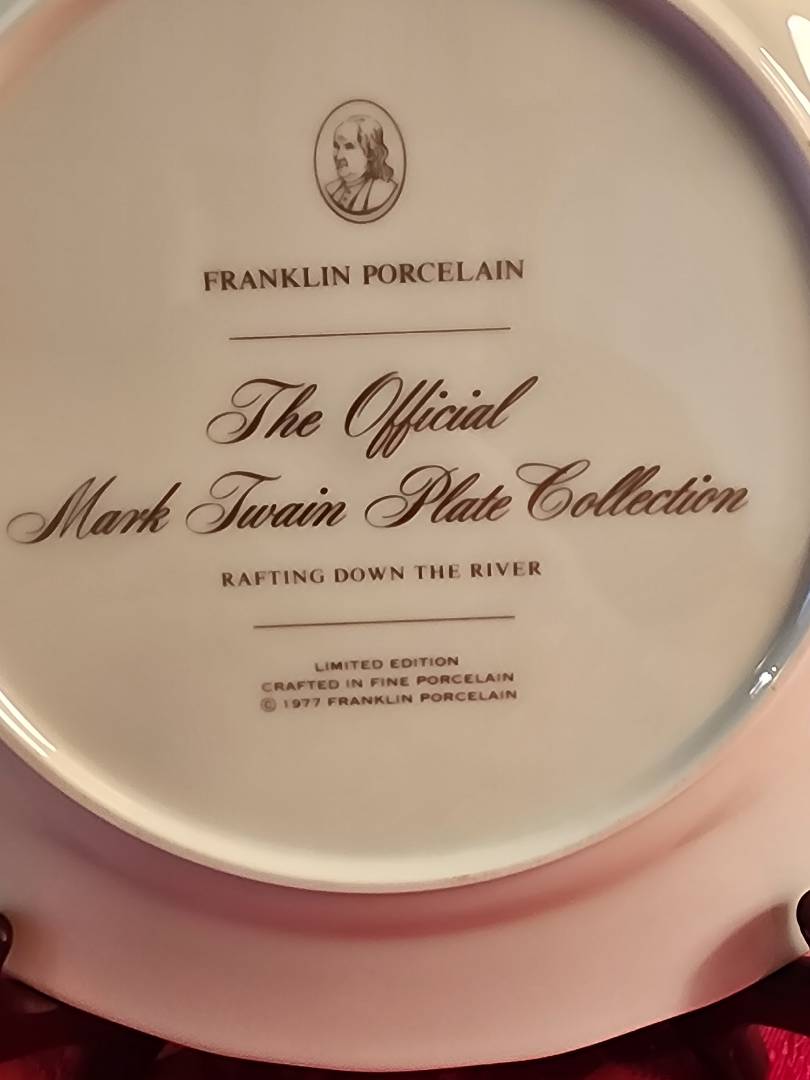 FRANKLIN PORCELAIN
The Official
Mark Twain Plate Collection
RAFTING DOWN THE RIVER
LIMITED EDITION
CRAFTED IN FINE PORCELAIN
© 1977 FRANKLIN PORCELAIN